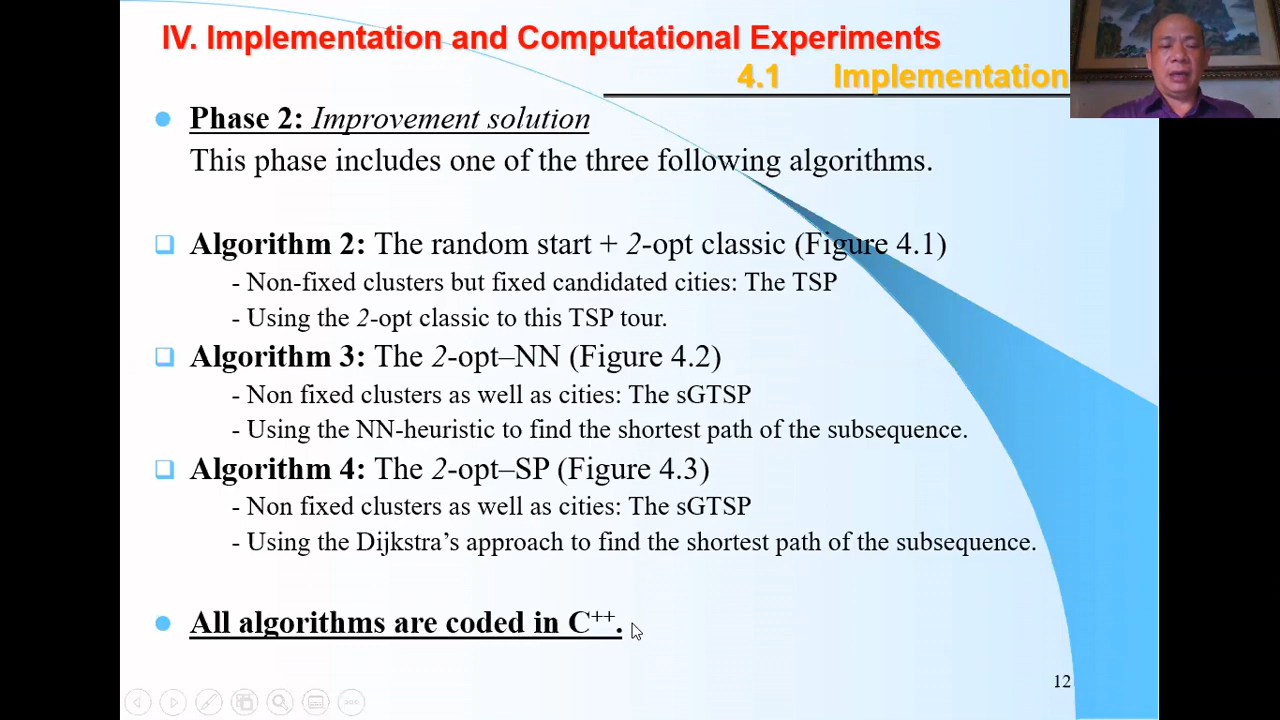 IV. Implementation and Computational Experiments
4.1 Implementation
Phase 2: Improvement solution
This phase includes one of the three following algorithms.
Algorithm 2: The random start + 2-opt classic (Figure 4.1)
- Non-fixed clusters but fixed candidated cities: The TSP
- Using the 2-opt classic to this TSP tour.
Algorithm 3: The 2-opt–NN (Figure 4.2)
- Non fixed clusters as well as cities: The sGTSP
- Using the NN-heuristic to find the shortest path of the subsequence.
Algorithm 4: The 2-opt–SP (Figure 4.3)
- Non fixed clusters as well as cities: The sGTSP
- Using the Dijkstra’s approach to find the shortest path of the subsequence.
All algorithms are coded in C++.
12